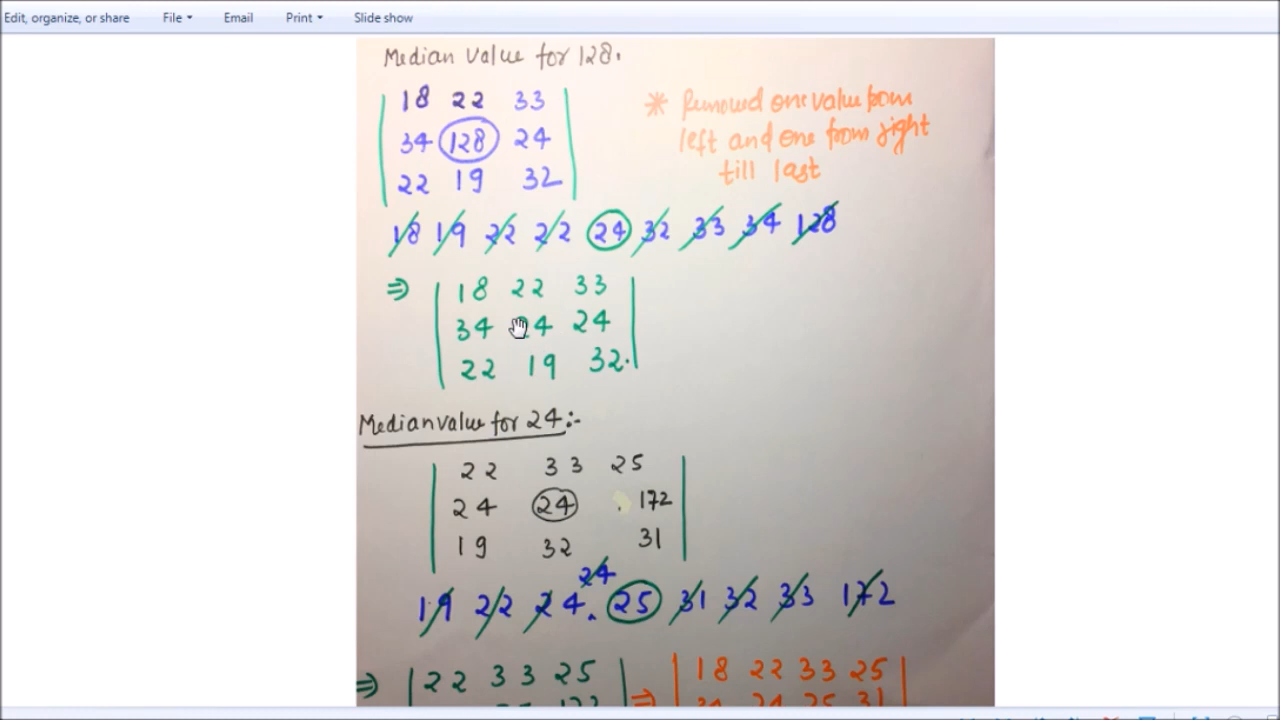 Edit, organize, or share File Email Print Slide show
Median Value for 128.
18 22 33
34 128 24
22 19 32
* Removed one value from
left and one from right
till last
18 19 22 22 24 32 33 34 128
⇒ 18 22 33
34 24 24
22 19 32.
Median value for 24:-
22 33 25
24 24 . 172
19 32 31
24
19 22 24. 25 31 32 33 172
⇒ 22 33 25 ⇒ 18 22 33 25